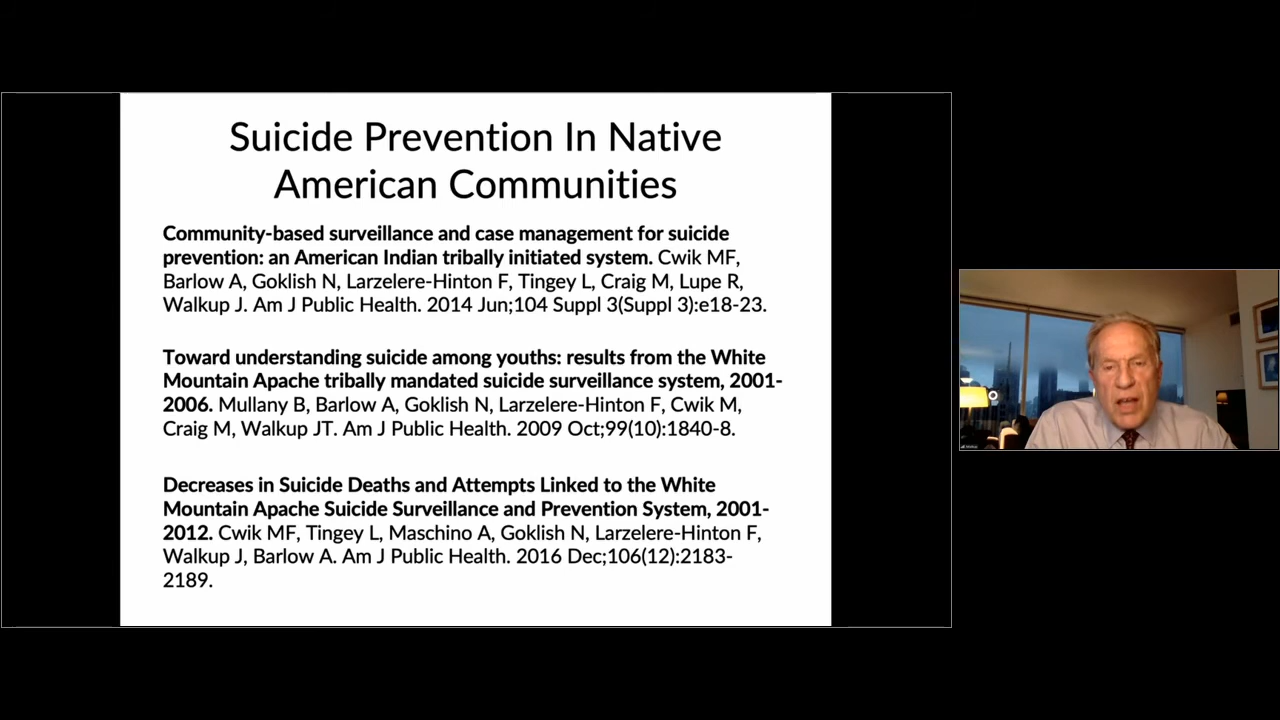 Suicide Prevention In Native
American Communities
Community-based surveillance and case management for suicide
prevention: an American Indian tribally initiated system. Cwik MF,
Barlow A, Goklish N, Larzelere-Hinton F, Tingey L, Craig M, Lupe R,
Walkup J. Am J Public Health. 2014 Jun;104 Suppl 3(Suppl 3):e18-23.
Toward understanding suicide among youths: results from the White
Mountain Apache tribally mandated suicide surveillance system, 2001-
2006. Mullany B, Barlow A, Goklish N, Larzelere-Hinton F, Cwik M,
Craig M, Walkup JT. Am J Public Health. 2009 Oct;99(10):1840-8.
Decreases in Suicide Deaths and Attempts Linked to the White
Mountain Apache Suicide Surveillance and Prevention System, 2001-
2012. Cwik MF, Tingey L, Maschino A, Goklish N, Larzelere-Hinton F,
Walkup J, Barlow A. Am J Public Health. 2016 Dec;106(12):2183-
2189.